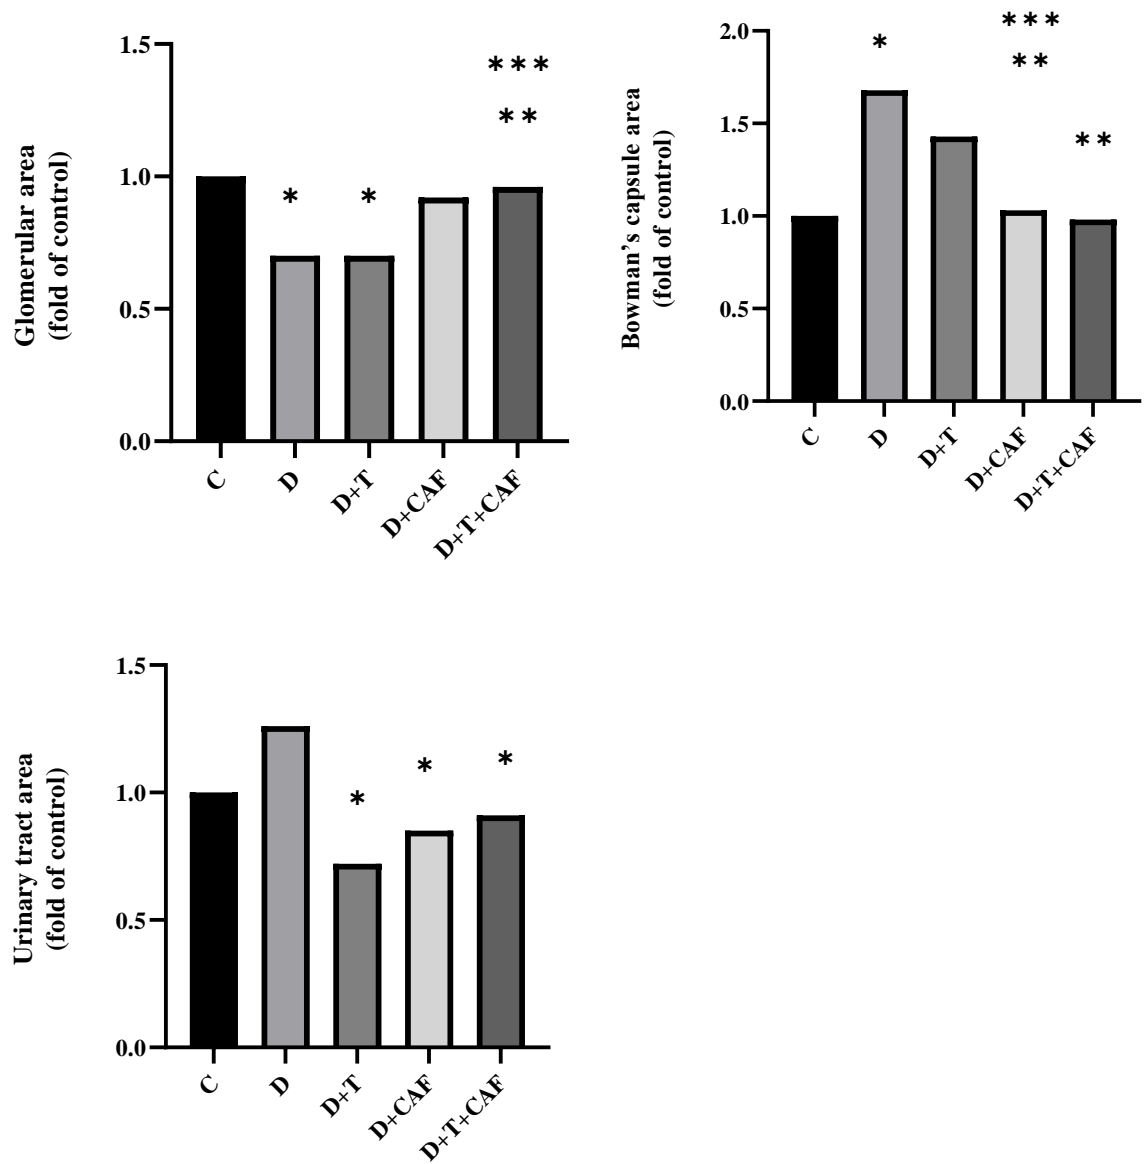 Glomerular area
(fold of control)
1.5
1.0
0.5
0.0
***
**
*
*
C
D
D+T
D+CAF
D+T+CAF
Bowman’s capsule area
(fold of control)
2.0
1.5
1.0
0.5
0.0
*
***
**
**
C
D
D+T
D+CAF
D+T+CAF
Urinary tract area
(fold of control)
1.5
1.0
0.5
0.0
*
*
*
C
D
D+T
D+CAF
D+T+CAF